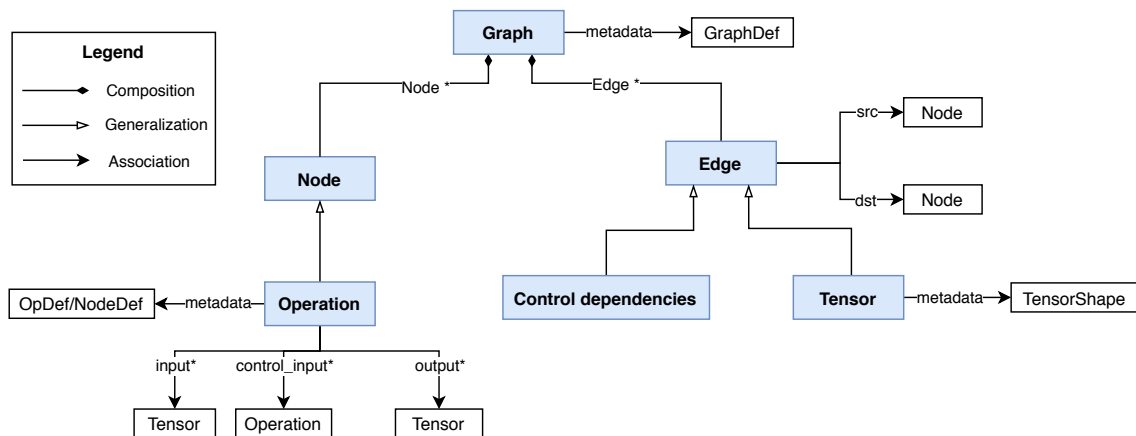 Legend
Composition
Generalization
Association
Graph
metadata
GraphDef
Node *
Edge *
Node
Edge
src
Node
dst
Node
Operation
metadata
OpDef/NodeDef
Control dependencies
Tensor
metadata
TensorShape
input*
control_input*
output*
Tensor
Operation
Tensor